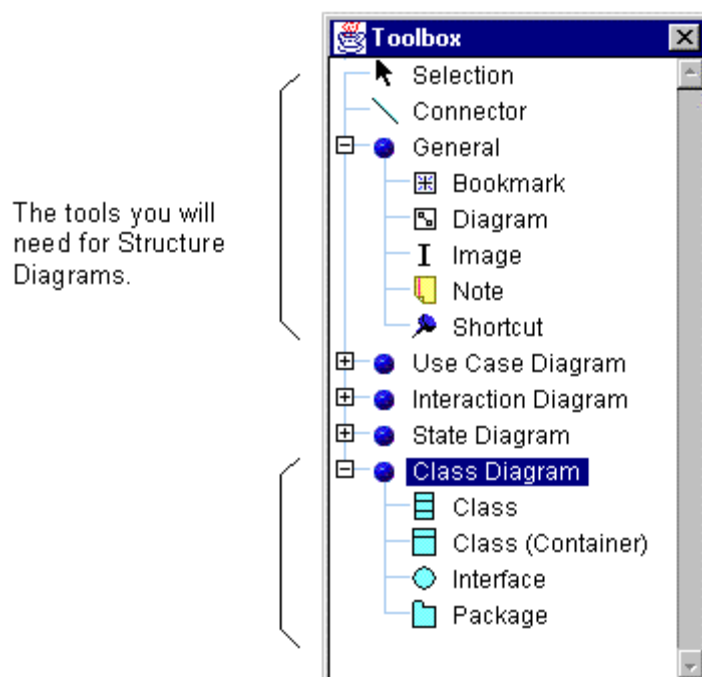 Toolbox
Selection
Connector
General
Bookmark
Diagram
Image
Note
Shortcut
The tools you will
need for Structure
Diagrams.
Use Case Diagram
Interaction Diagram
State Diagram
Class Diagram
Class
Class (Container)
Interface
Package